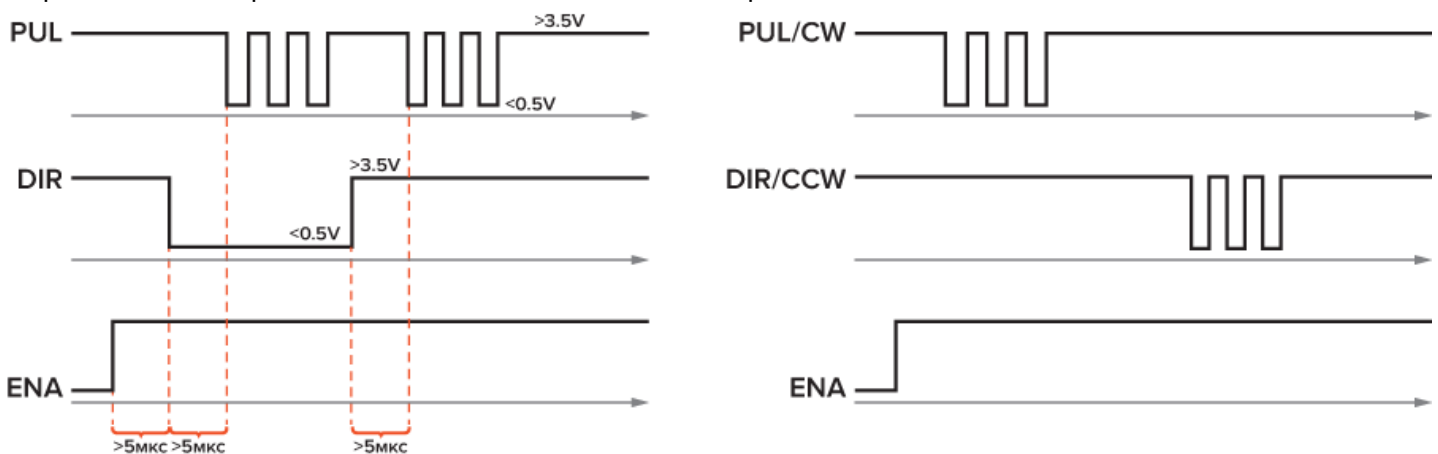 PUL
>3.5V
<0.5V
DIR
>3.5V
<0.5V
ENA
>5мкс >5мкс
>5мкс
PUL/CW
DIR/CCW
ENA